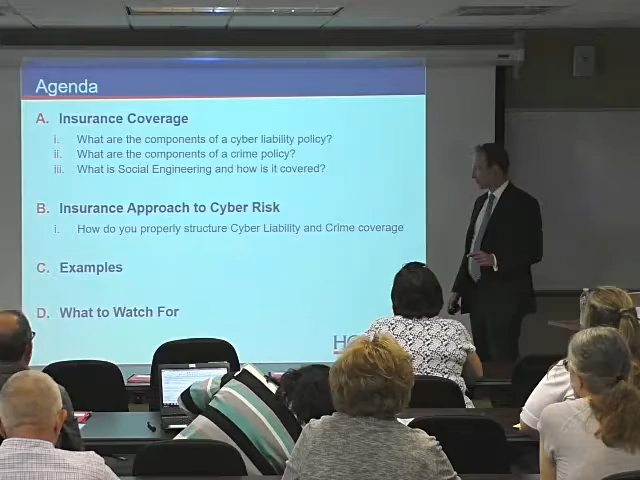 Agenda
A. Insurance Coverage
i. What are the components of a cyber liability policy?
ii. What are the components of a crime policy?
iii. What is Social Engineering and how is it covered?
B. Insurance Approach to Cyber Risk
i. How do you properly structure Cyber Liability and Crime coverage
C. Examples
D. What to Watch For